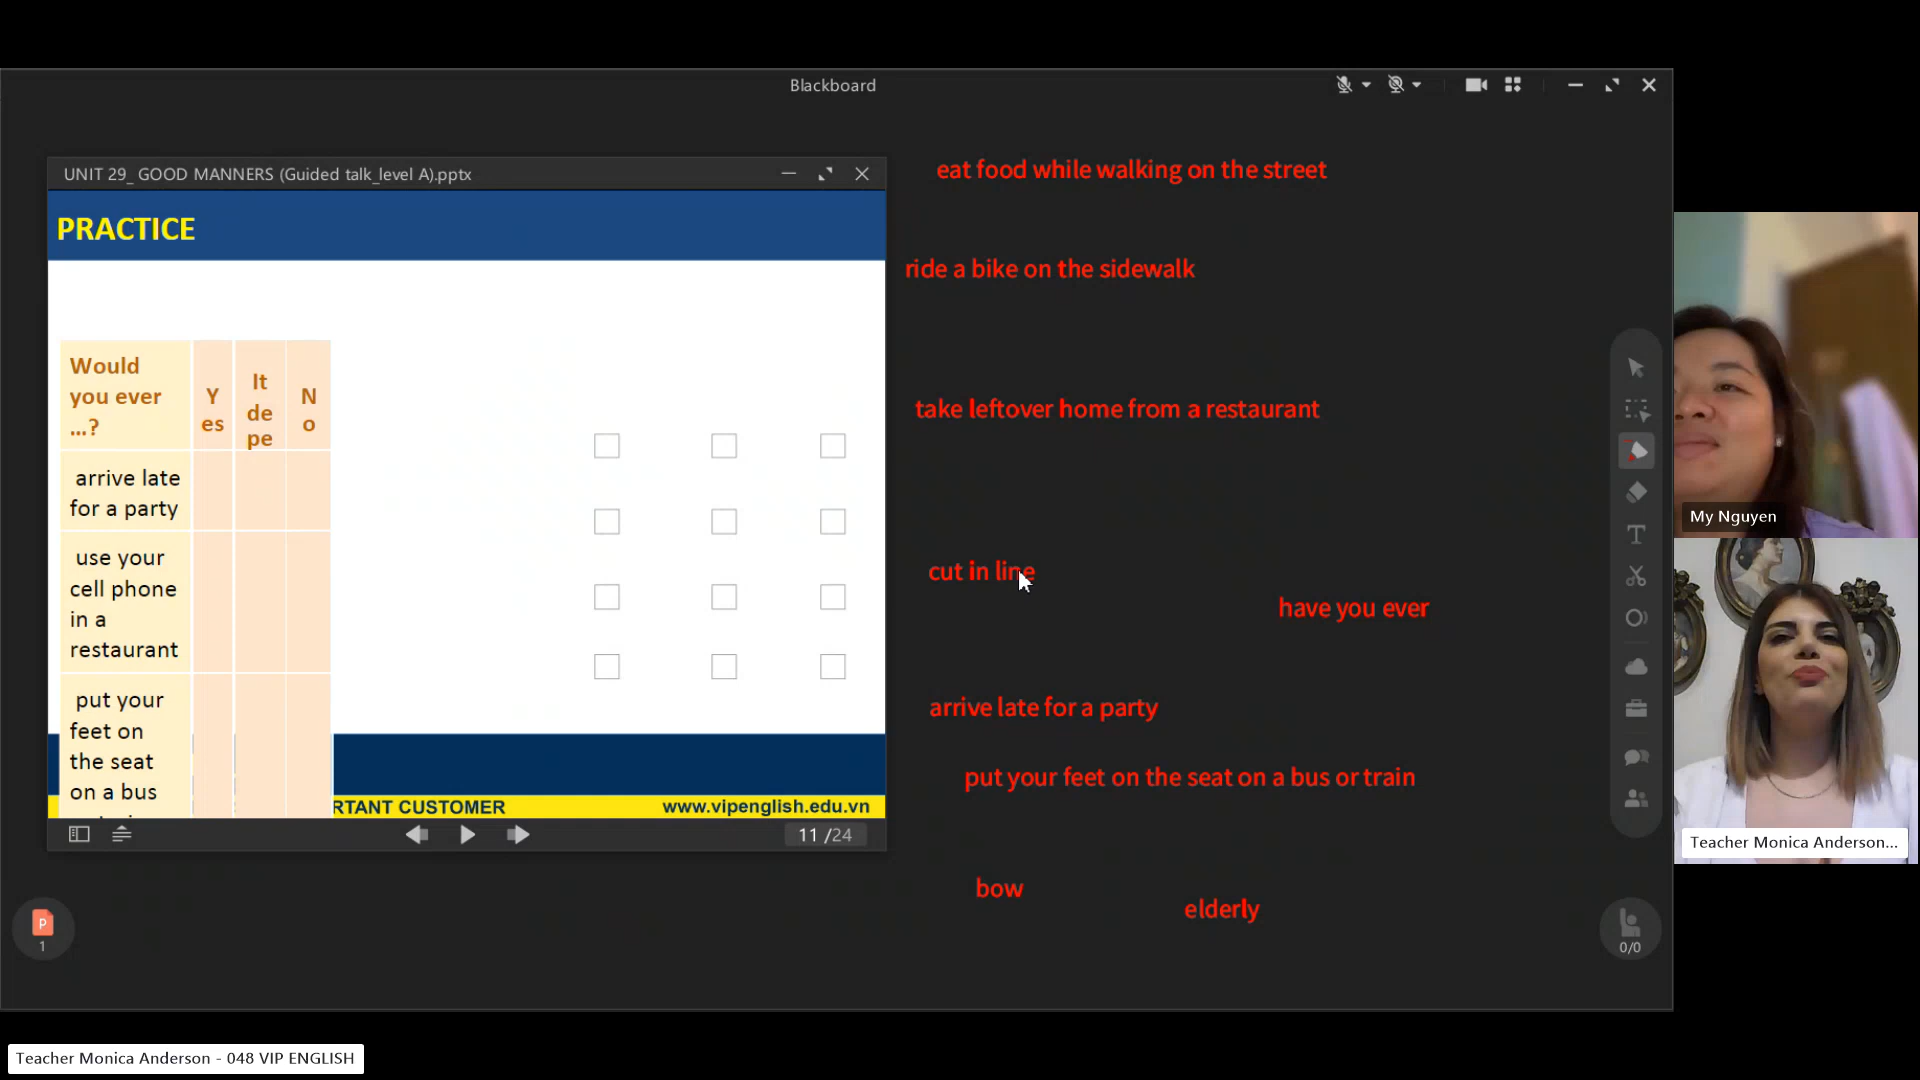 Blackboard
UNIT 29_ GOOD MANNERS (Guided talk_level A).pptx
PRACTICE
Would
you ever
...?
Y
es
It
de
pe
N
o
arrive late
for a party
use your
cell phone
in a
restaurant
put your
feet on
the seat
on a bus
RTANT CUSTOMER
www.vipenglish.edu.vn
11 /24
eat food while walking on the street
ride a bike on the sidewalk
take leftover home from a restaurant
cut in line
have you ever
arrive late for a party
put your feet on the seat on a bus or train
bow
elderly
P
1
0/0
My Nguyen
Teacher Monica Anderson...
Teacher Monica Anderson - 048 VIP ENGLISH